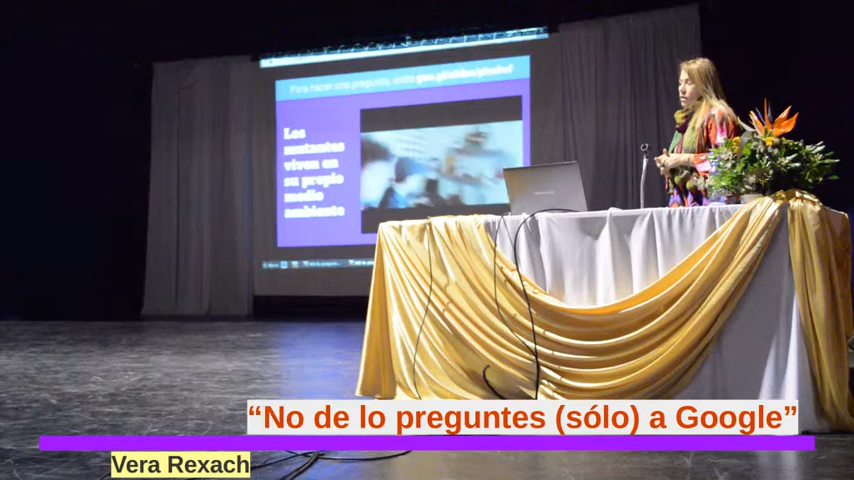 Para hacer una pregunta, visite
Los
mutantes
viven en
su propio
medio
ambiente
“No de lo preguntes (sólo) a Google”
Vera Rexach